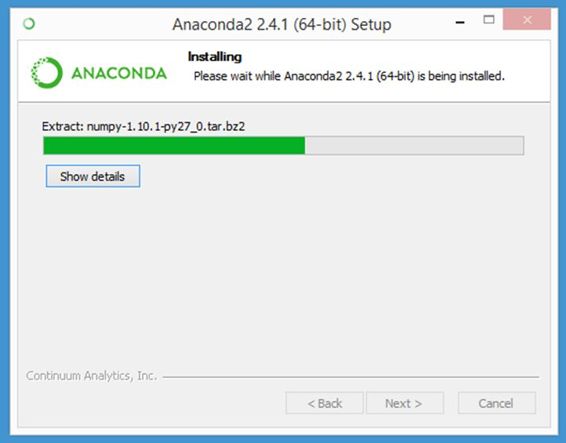 Anaconda2 2.4.1 (64-bit) Setup
ANACONDA
Installing
Please wait while Anaconda2 2.4.1 (64-bit) is being installed.
Extract: numpy-1.10.1-py27_0.tar.bz2
Show details
Continuum Analytics, Inc.
< Back
Next >
Cancel